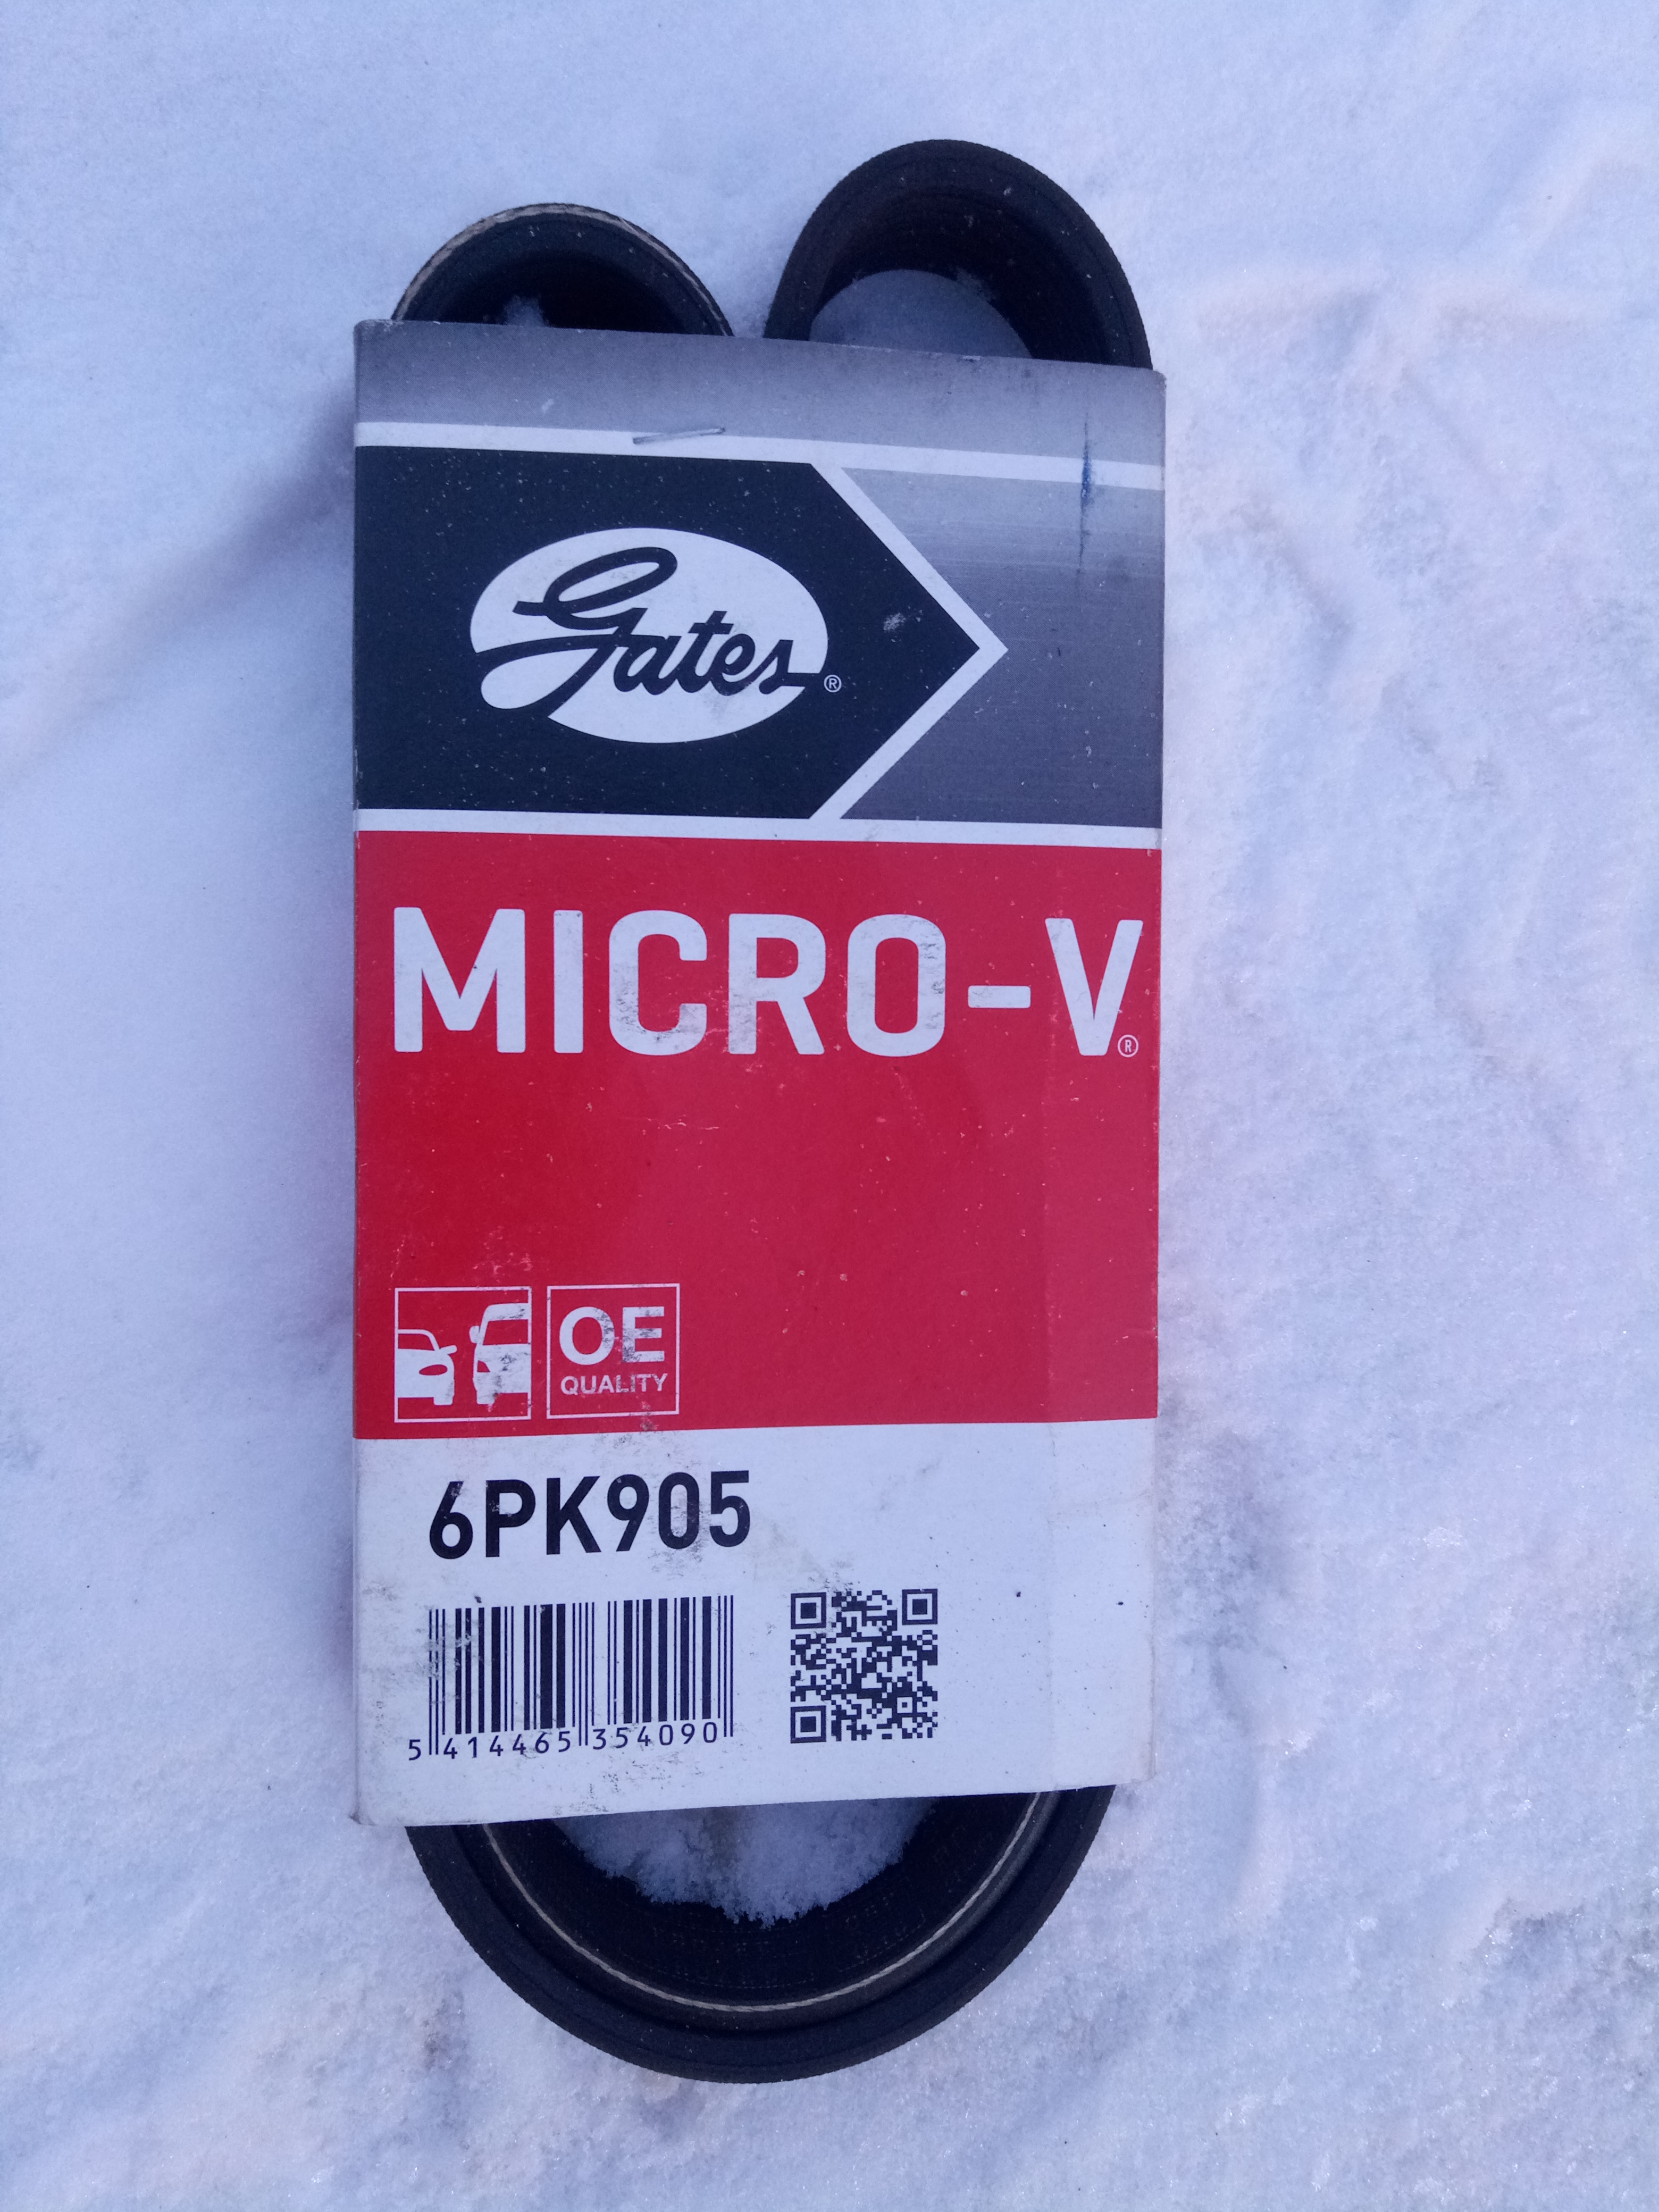 Gates®
MICRO-V®
OE
QUALITY
6PK905
5 414465 354090